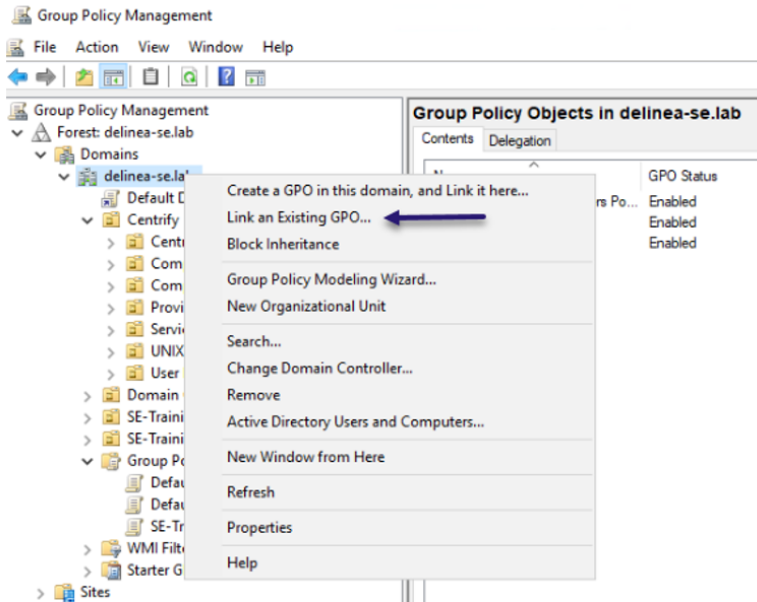 Group Policy Management
File Action View Window Help
Group Policy Management
Forest: delinea-se.lab
Domains
delinea-se.la
Default D
Centrify
Centr
Com
Com
Provi
Servi
UNIX
User
Domain
SE-Traini
SE-Traini
Group Po
Defau
Defau
SE-Tr
WMI Filt
Starter G
Sites
Create a GPO in this domain, and Link it here...
Link an Existing GPO...
Block Inheritance
Group Policy Modeling Wizard...
New Organizational Unit
Search...
Change Domain Controller...
Remove
Active Directory Users and Computers...
New Window from Here
Refresh
Properties
Help
Group Policy Objects in delinea-se.lab
Contents Delegation
GPO Status
rs Po... Enabled
Enabled
Enabled